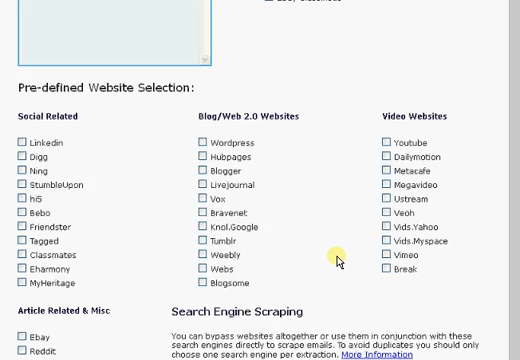 Pre-defined Website Selection:
Social Related
Linkedin
Digg
Ning
StumbleUpon
hi5
Bebo
Friendster
Tagged
Classmates
Eharmony
MyHeritage
Blog/Web 2.0 Websites
Wordpress
Hubpages
Blogger
Livejournal
Vox
Bravenet
Knol.Google
Tumblr
Weebly
Webs
Blogsome
Video Websites
Youtube
Dailymotion
Metacafe
Megavideo
Ustream
Veoh
Vids.Yahoo
Vids.Myspace
Vimeo
Break
Article Related & Misc
Ebay
Reddit
Search Engine Scraping
You can bypass websites altogether or use them in conjunction with these
search engines directly to scrape emails. To avoid duplicates you should only
choose one search engine per extraction. More Information